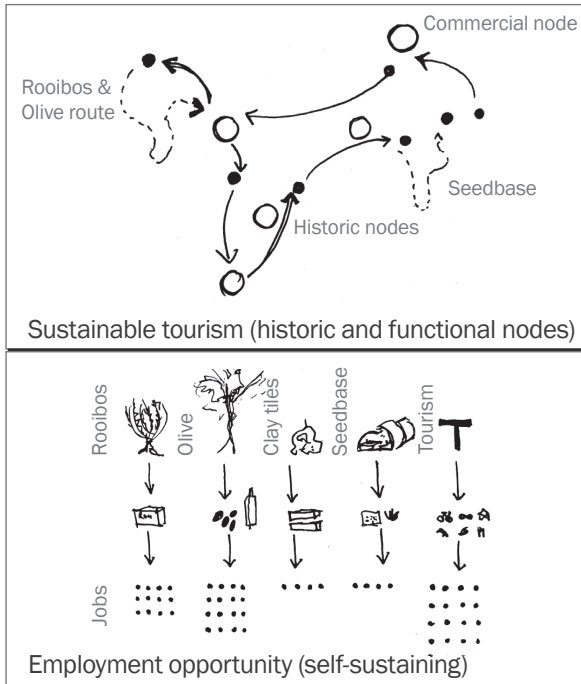 Commercial node
Rooibos &
Olive route
Seedbase
Historic nodes
Sustainable tourism (historic and functional nodes)
Rooibos
Olive
Clay tiles
Seedbase
Tourism
T
Jobs
Employment opportunity (self-sustaining)